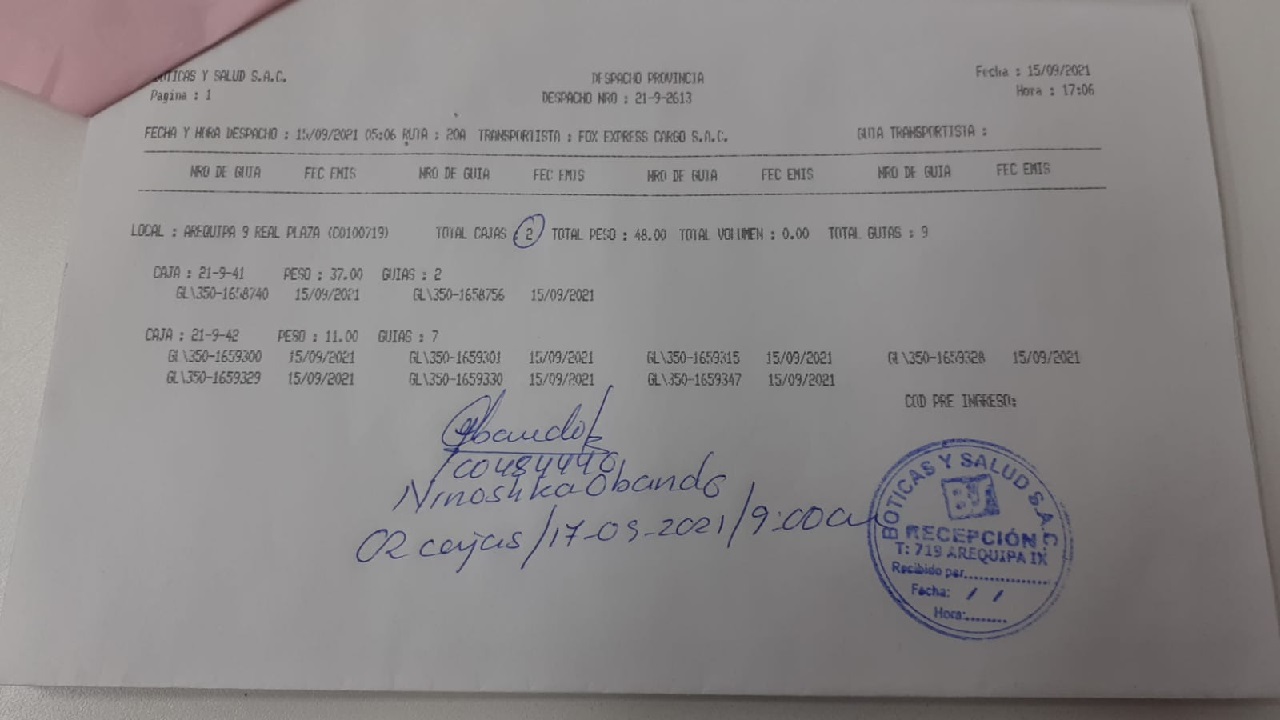 BOTICAS Y SALUD S.A.C. DESPACHO PROVINCIA Fecha : 15/09/2021
Pagina : 1 DESPACHO NRO : 21-9-2613 Hora : 17:06
FECHA Y HORA DESPACHO : 15/09/2021 05:06 RUTA : 20A TRANSPORTISTA : FOX EXPRESS CARGO S.A.C. GUIA TRANSPORTISTA :
NRO DE GUIA FEC EMIS NRO DE GUIA FEC EMIS NRO DE GUIA FEC EMIS NRO DE GUIA FEC EMIS
LOCAL : AREQUIPA 9 REAL PLAZA (C0100719) TOTAL CAJAS : 2 TOTAL PESO : 48.00 TOTAL VOLUMEN : 0.00 TOTAL GUIAS : 9
CAJA : 21-9-41 PESO : 37.00 GUIAS : 2
GL\350-1658740 15/09/2021 GL\350-1658756 15/09/2021
CAJA : 21-9-42 PESO : 11.00 GUIAS : 7
GL\350-1659300 15/09/2021 GL\350-1659301 15/09/2021 GL\350-1659315 15/09/2021 GL\350-1659328 15/09/2021
GL\350-1659329 15/09/2021 GL\350-1659330 15/09/2021 GL\350-1659347 15/09/2021
COD PRE INGRESO:
Ninoshka Obando
02 cajas/17-09-2021/9:00am
BOTICAS Y SALUD S.A.C.
BS
RECEPCIÓN
T: 719 AREQUIPA IX
Recibido por
Fecha: / /
Hora: